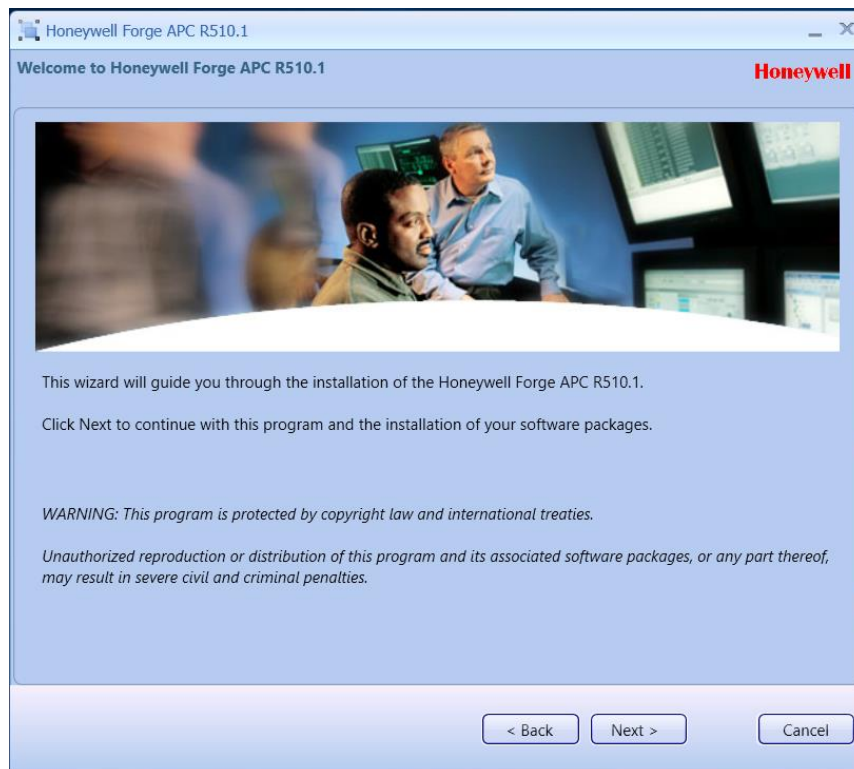 Honeywell Forge APC R510.1
Welcome to Honeywell Forge APC R510.1
Honeywell
This wizard will guide you through the installation of the Honeywell Forge APC R510.1.
Click Next to continue with this program and the installation of your software packages.
WARNING: This program is protected by copyright law and international treaties.
Unauthorized reproduction or distribution of this program and its associated software packages, or any part thereof,
may result in severe civil and criminal penalties.
< Back
Next >
Cancel